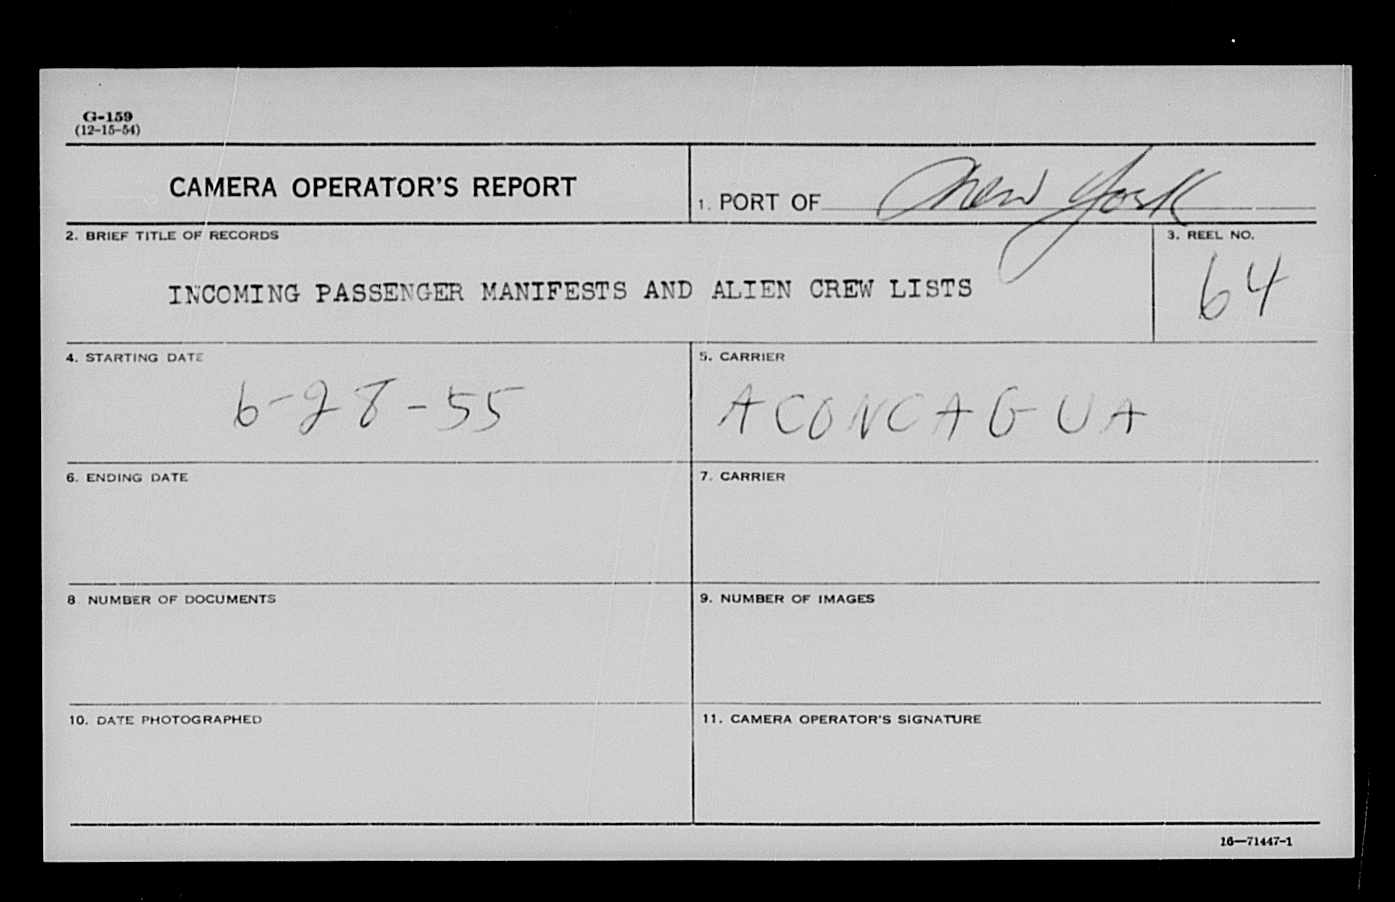 G-159
(12-15-54)
CAMERA OPERATOR'S REPORT
1. PORT OF New York
2. BRIEF TITLE OF RECORDS
INCOMING PASSENGER MANIFESTS AND ALIEN CREW LISTS
3. REEL NO.
64
4. STARTING DATE
6-28-55
5. CARRIER
ACONCAGUA
6. ENDING DATE
7. CARRIER
8 NUMBER OF DOCUMENTS
9. NUMBER OF IMAGES
10. DATE PHOTOGRAPHED
11. CAMERA OPERATOR'S SIGNATURE
16—71447-1